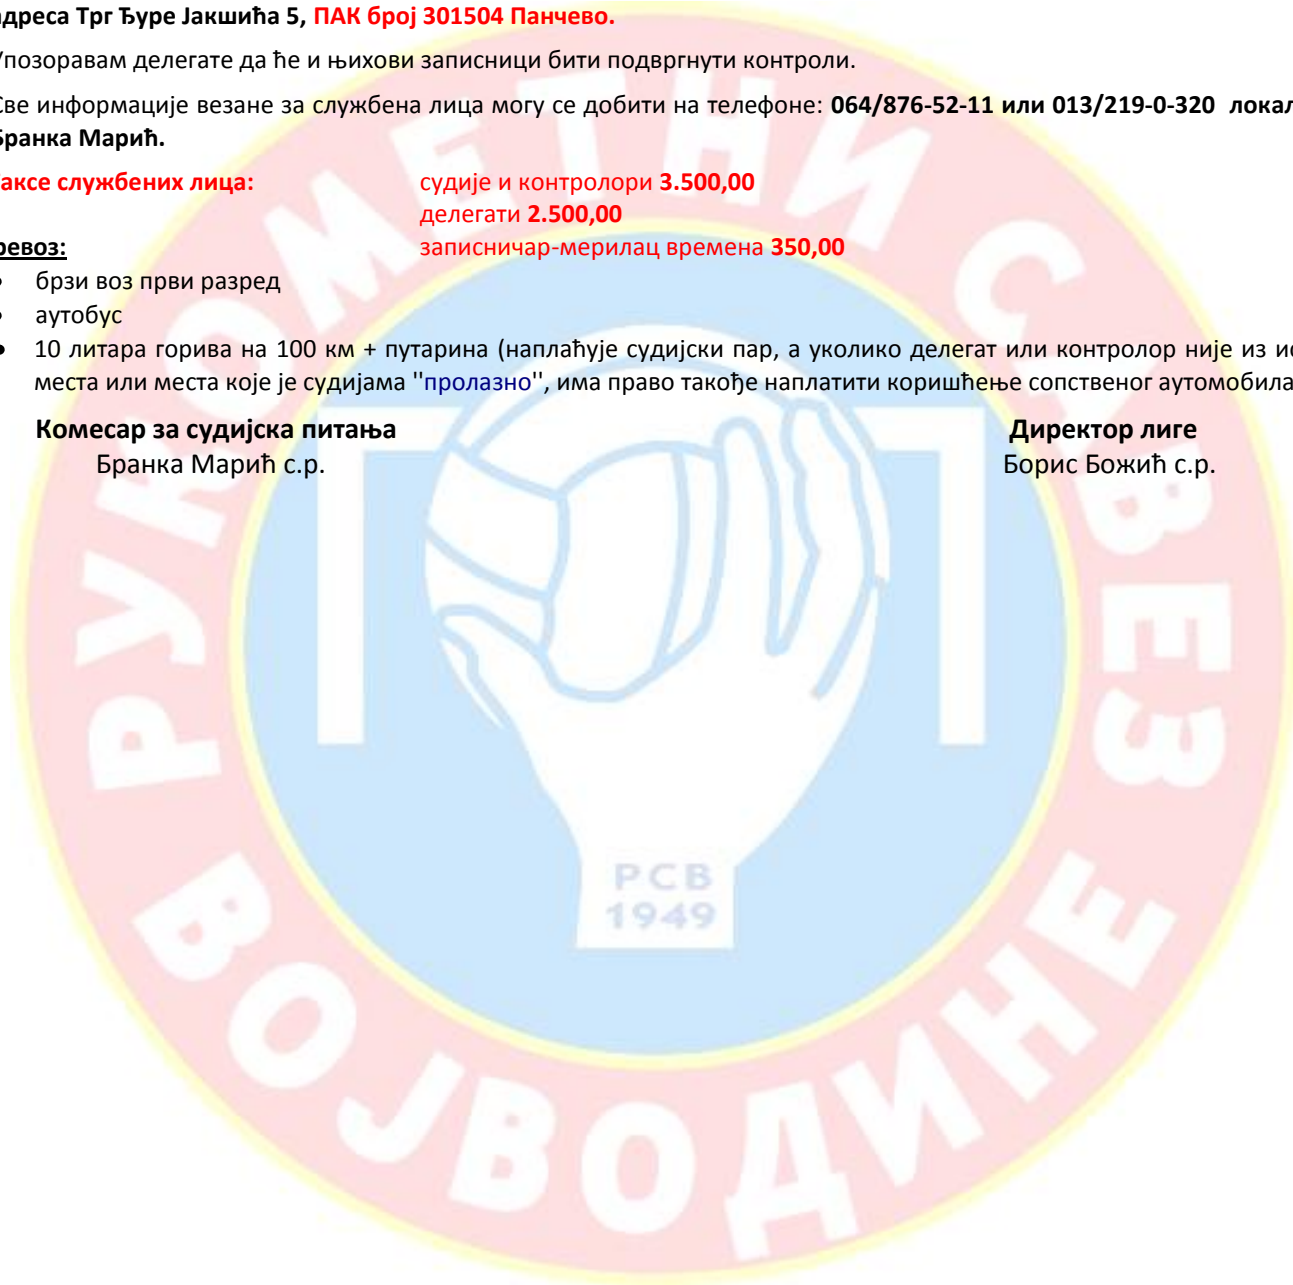 адреса Трг Ђуре Јакшића 5, ПАК број 301504 Панчево.
Упозоравам делегате да ће и њихови записници бити подвргнути контроли.
Све информације везане за службена лица могу се добити на телефоне: 064/876-52-11 или 013/219-0-320 локал
Бранка Марић.
Таксе службених лица: судије и контролори 3.500,00
делегати 2.500,00
ревоз: записничар-мерилац времена 350,00
• брзи воз први разред
• аутобус
• 10 литара горива на 100 км + путарина (наплаћује судијски пар, а уколико делегат или контролор није из ис
места или места које је судијама ''пролазно'', има право такође наплатити коришћење сопственог аутомобила
Комесар за судијска питања Директор лиге
Бранка Марић с.р. Борис Божић с.р.
РУКОМЕТНИ САВЕЗ
ВОЈВОДИНЕ
РСВ
1949